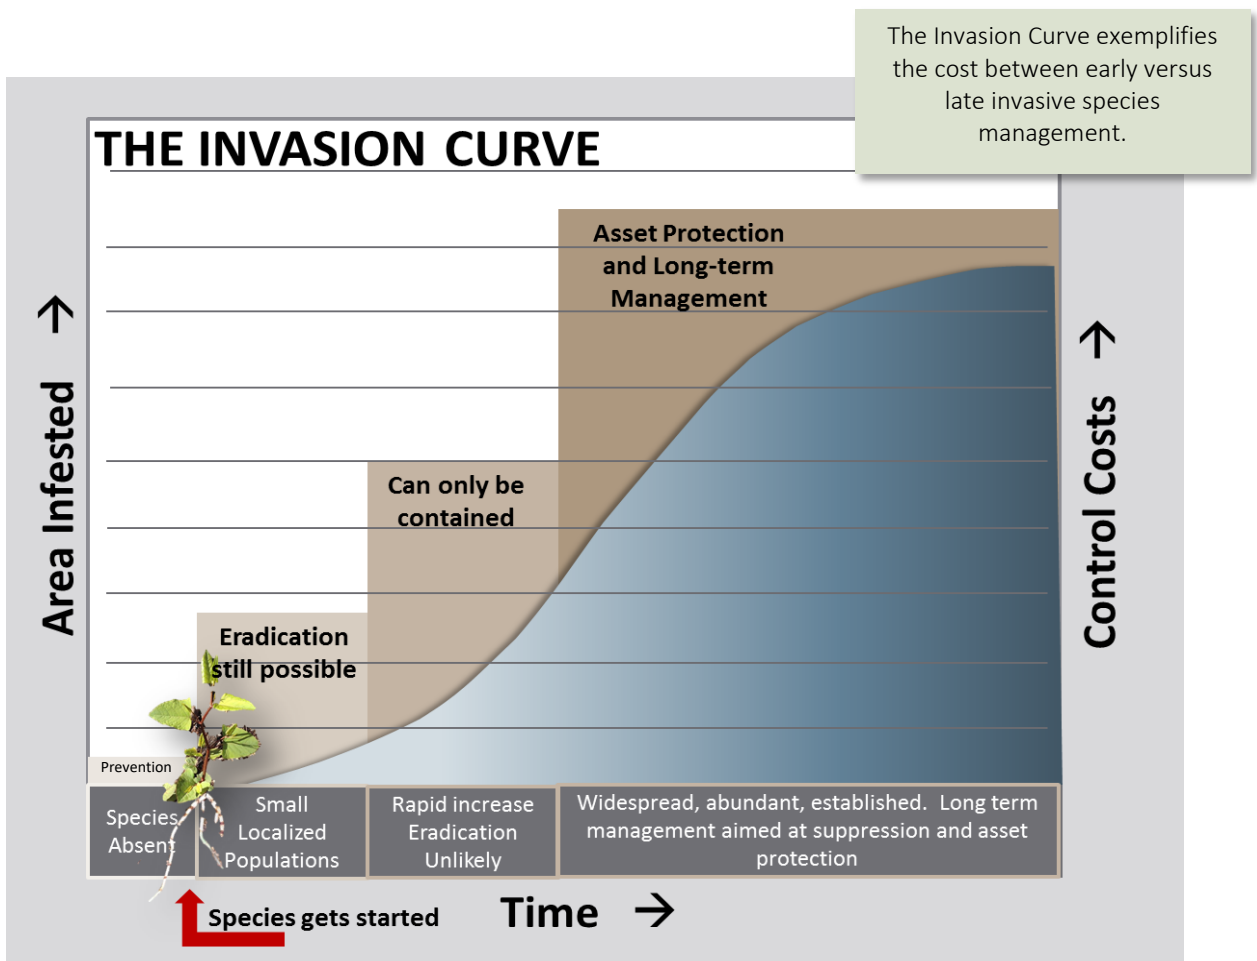 The Invasion Curve exemplifies
the cost between early versus
late invasive species
management.
THE INVASION CURVE
Asset Protection
and Long-term
Management
Can only be
contained
Eradication
still possible
Prevention
Area Infested →
Control Costs →
Species
Absent
Small
Localized
Populations
Rapid increase
Eradication
Unlikely
Widespread, abundant, established. Long term
management aimed at suppression and asset
protection
Species gets started
Time →